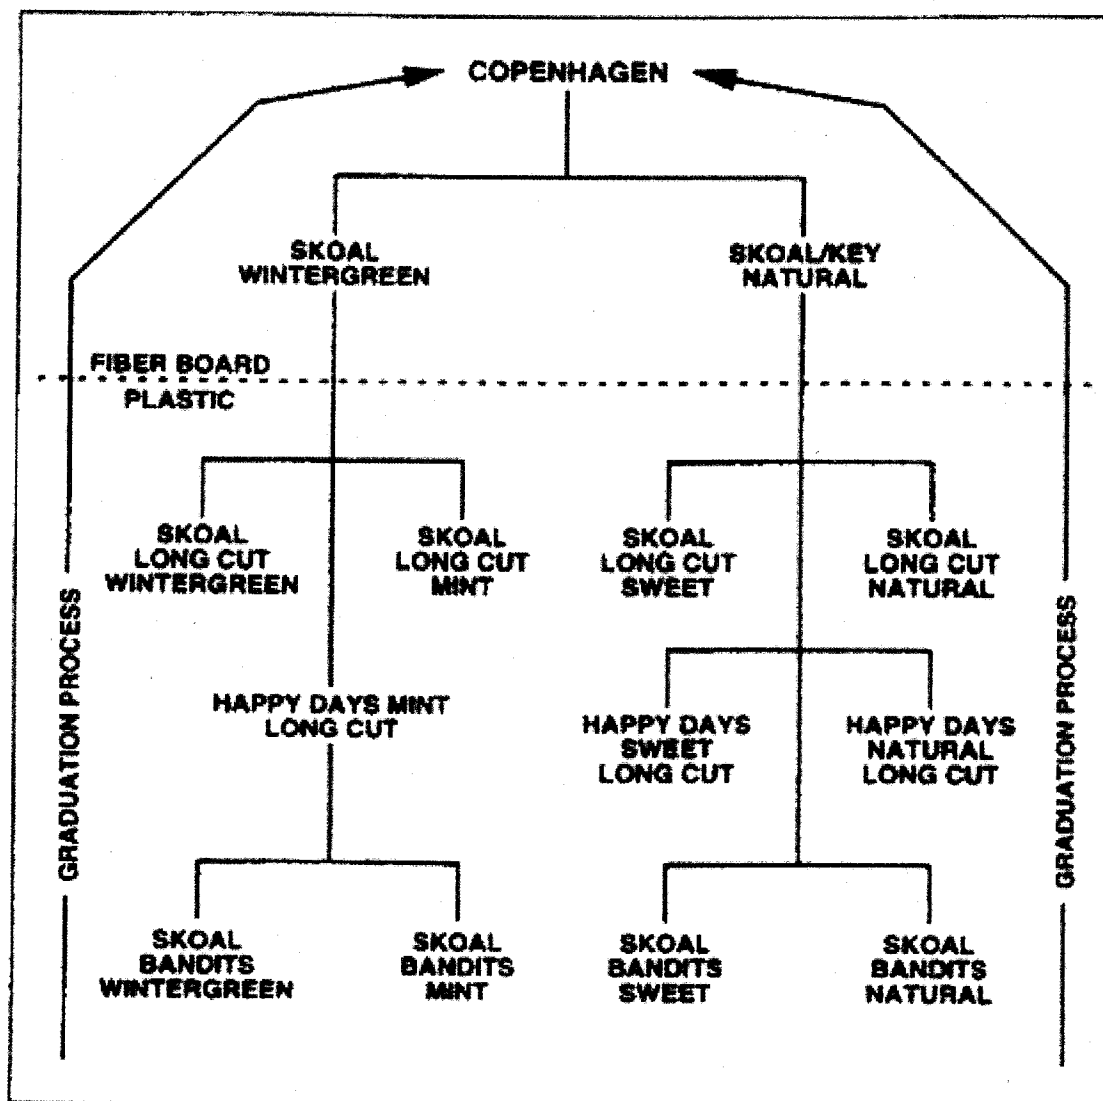 COPENHAGEN
SKOAL
WINTERGREEN
SKOAL/KEY
NATURAL
FIBER BOARD
PLASTIC
SKOAL
LONG CUT
WINTERGREEN
SKOAL
LONG CUT
MINT
SKOAL
LONG CUT
SWEET
SKOAL
LONG CUT
NATURAL
HAPPY DAYS MINT
LONG CUT
HAPPY DAYS
SWEET
LONG CUT
HAPPY DAYS
NATURAL
LONG CUT
SKOAL
BANDITS
WINTERGREEN
SKOAL
BANDITS
MINT
SKOAL
BANDITS
SWEET
SKOAL
BANDITS
NATURAL
GRADUATION PROCESS
GRADUATION PROCESS